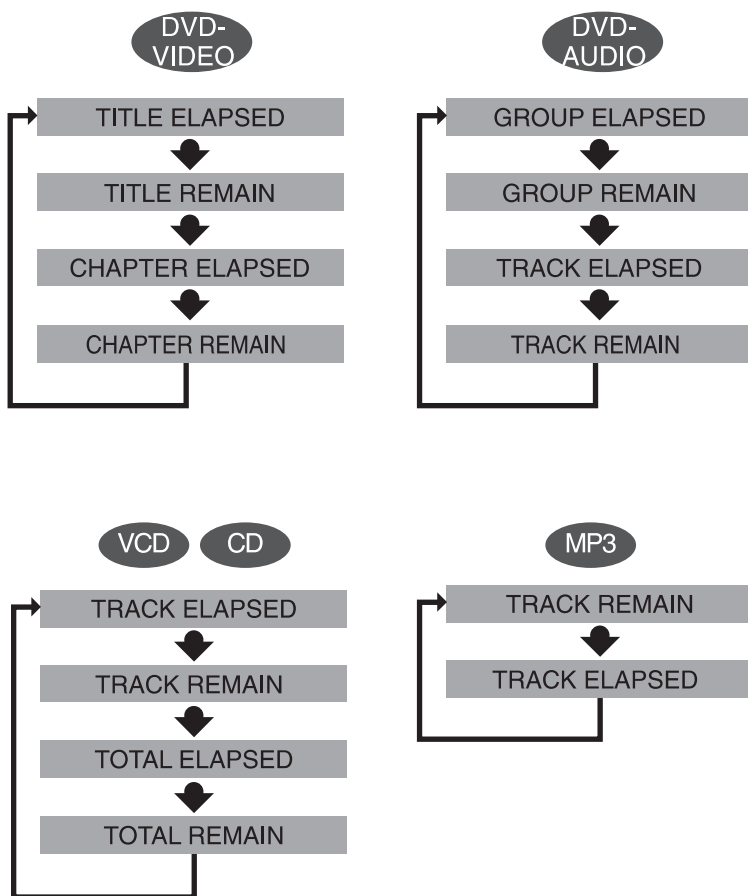 DVD-
VIDEO
TITLE ELAPSED
TITLE REMAIN
CHAPTER ELAPSED
CHAPTER REMAIN
DVD-
AUDIO
GROUP ELAPSED
GROUP REMAIN
TRACK ELAPSED
TRACK REMAIN
VCD CD
TRACK ELAPSED
TRACK REMAIN
TOTAL ELAPSED
TOTAL REMAIN
MP3
TRACK REMAIN
TRACK ELAPSED